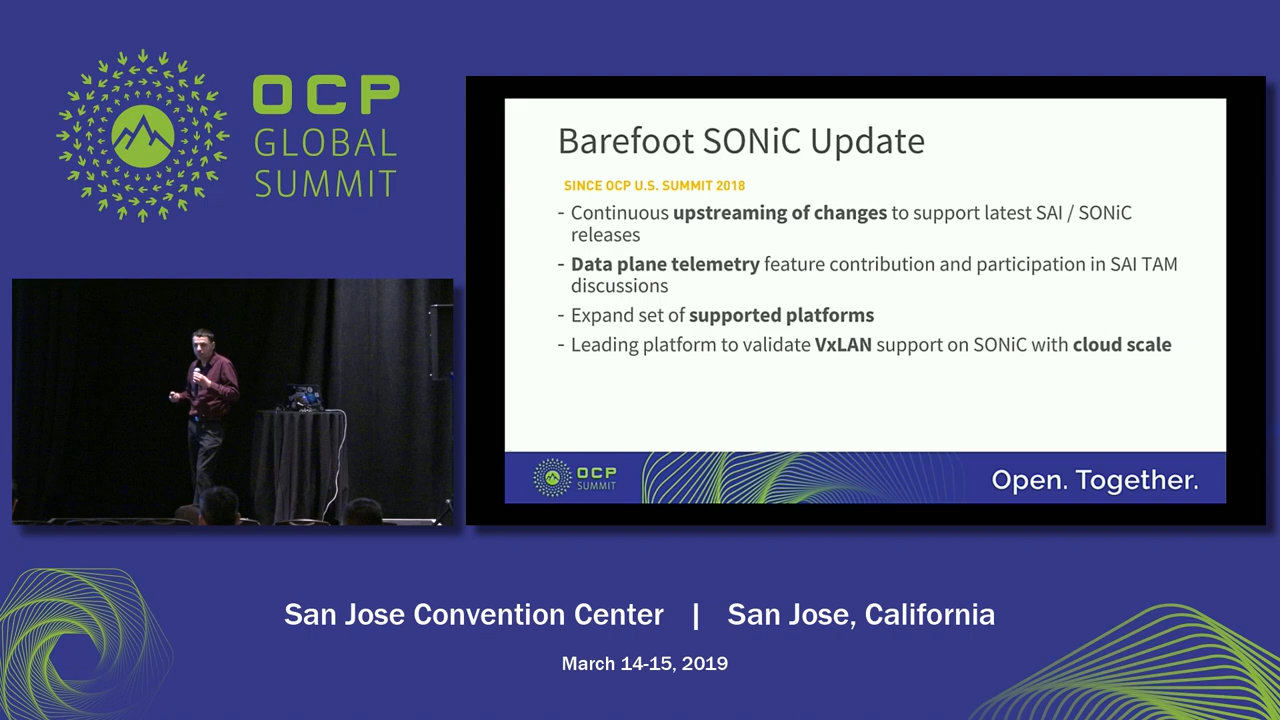 OCP
GLOBAL
SUMMIT
Barefoot SONiC Update
SINCE OCP U.S. SUMMIT 2018
- Continuous upstreaming of changes to support latest SAI / SONiC
releases
- Data plane telemetry feature contribution and participation in SAI TAM
discussions
- Expand set of supported platforms
- Leading platform to validate VxLAN support on SONiC with cloud scale
OCP
SUMMIT
Open. Together.
San Jose Convention Center | San Jose, California
March 14-15, 2019